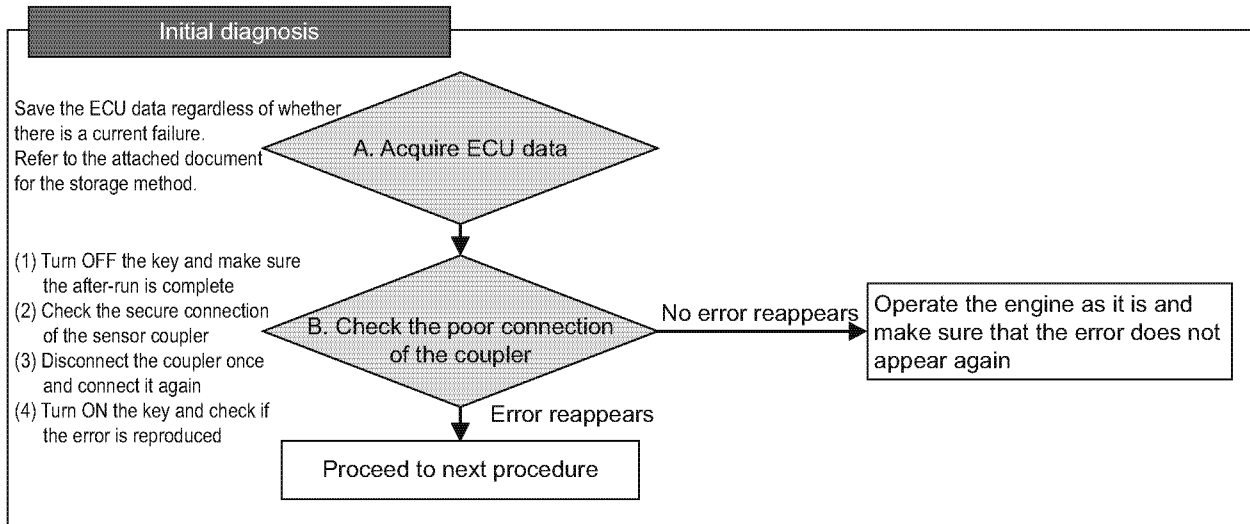 Initial diagnosis
Save the ECU data regardless of whether
there is a current failure.
Refer to the attached document
for the storage method.
A. Acquire ECU data
(1) Turn OFF the key and make sure
the after-run is complete
(2) Check the secure connection
of the sensor coupler
(3) Disconnect the coupler once
and connect it again
(4) Turn ON the key and check if
the error is reproduced
B. Check the poor connection
of the coupler
No error reappears
Operate the engine as it is and
make sure that the error does not
appear again
Error reappears
Proceed to next procedure